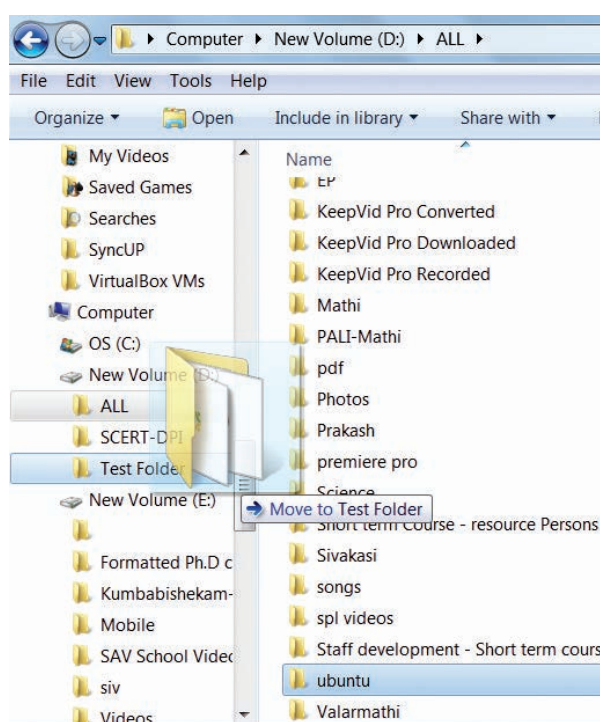 Computer ▸ New Volume (D:) ▸ ALL ▸
File Edit View Tools Help
Organize Open Include in library Share with
My Videos
Saved Games
Searches
SyncUP
VirtualBox VMs
Computer
OS (C:)
New Volume (D:)
ALL
SCERT-DPI
Test Folder
New Volume (E:)
Formatted Ph.D c
Kumbabishekam-
Mobile
SAV School Videc
siv
Videos
Name
EP
KeepVid Pro Converted
KeepVid Pro Downloaded
KeepVid Pro Recorded
Mathi
PALI-Mathi
pdf
Photos
Prakash
premiere pro
Science
Move to Test Folder
Short term Course - resource Persons
Sivakasi
songs
spl videos
Staff development - Short term cours
ubuntu
Valarmathi